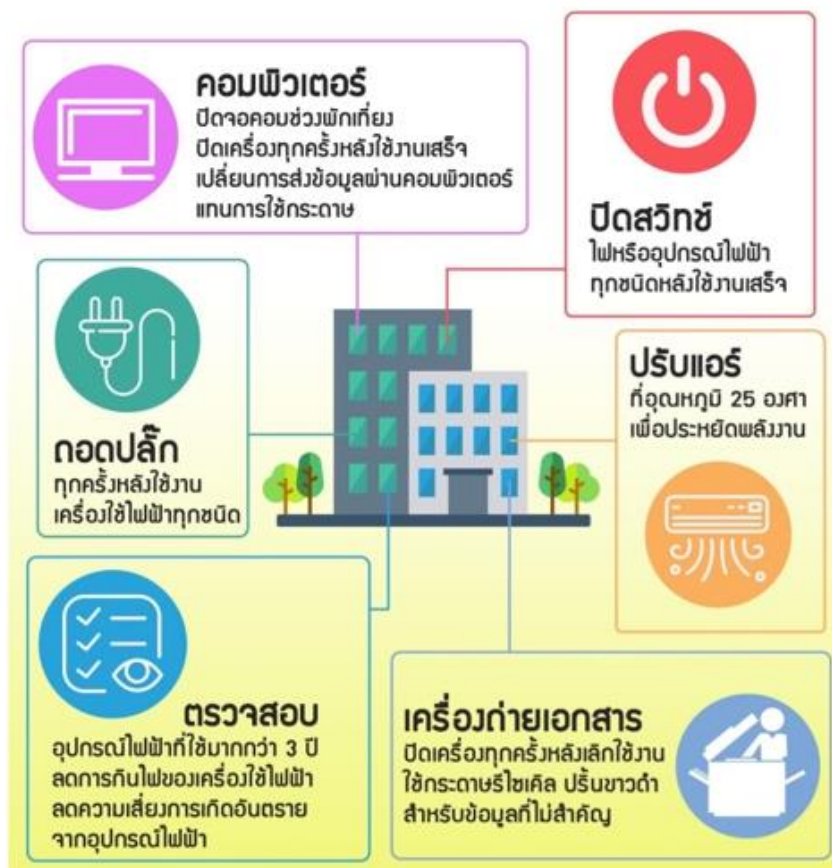 คอมพิวเตอร์
ปิดจอคอมช่วงพักเที่ยง
ปิดเครื่องทุกครั้งหลังใช้งานเสร็จ
เปลี่ยนการส่งข้อมูลผ่านคอมพิวเตอร์
แทนการใช้กระดาษ
ปิดสวิทช์
ไฟหรืออุปกรณ์ไฟฟ้า
ทุกชนิดหลังใช้งานเสร็จ
ถอดปลั๊ก
ทุกครั้งหลังใช้งาน
เครื่องใช้ไฟฟ้าทุกชนิด
ปรับแอร์
ที่อุณหภูมิ 25 องศา
เพื่อประหยัดพลังงาน
ตรวจสอบ
อุปกรณ์ไฟฟ้าที่ใช้มากกว่า 3 ปี
ลดการกินไฟของเครื่องใช้ไฟฟ้า
ลดความเสี่ยงการเกิดอันตราย
จากอุปกรณ์ไฟฟ้า
เครื่องถ่ายเอกสาร
ปิดเครื่องทุกครั้งหลังเลิกใช้งาน
ใช้กระดาษรีไซเคิล ปริ้นขาวดำ
สำหรับข้อมูลที่ไม่สำคัญ